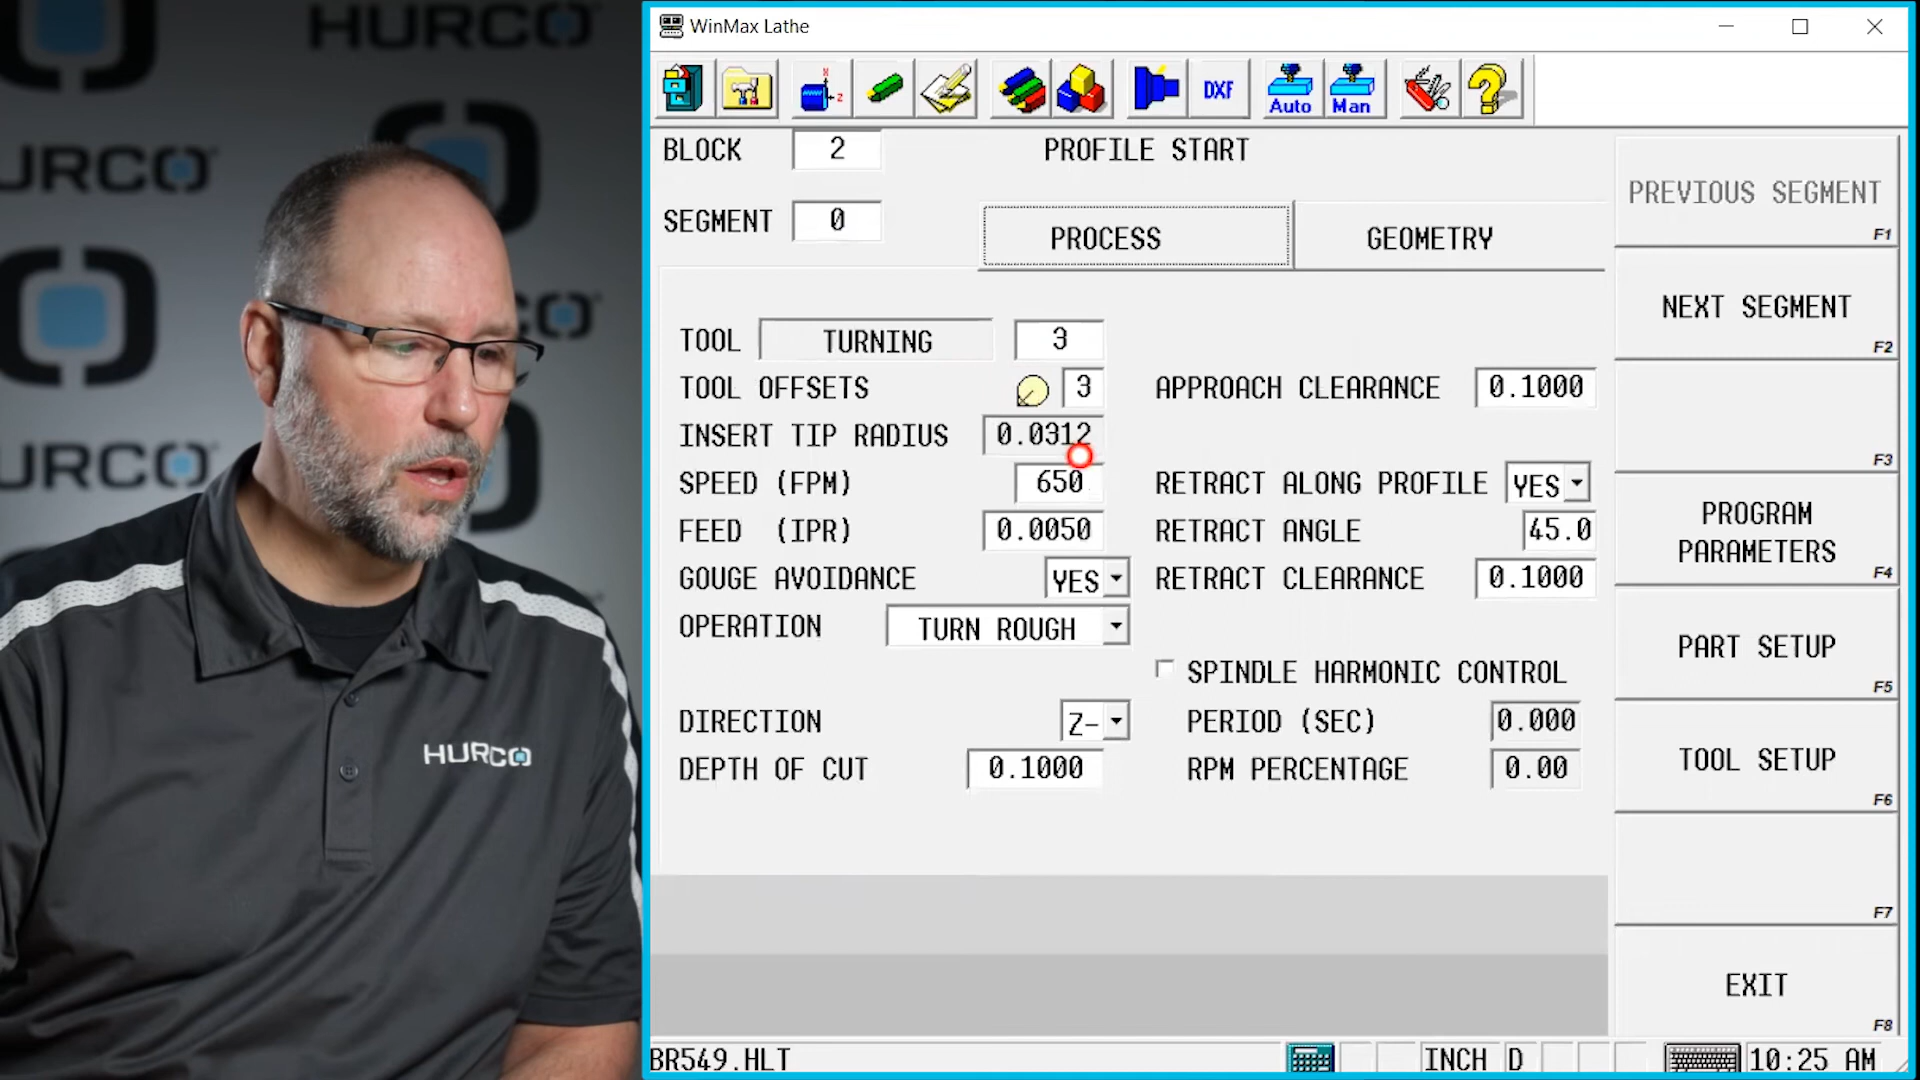 HURCO
URCO
URCO
HURCO
HURCO
WinMax Lathe
DXF
Auto
Man
BLOCK 2 PROFILE START
SEGMENT 0
PROCESS GEOMETRY
TOOL TURNING 3
TOOL OFFSETS 3 APPROACH CLEARANCE 0.1000
INSERT TIP RADIUS 0.0312
SPEED (FPM) 650 RETRACT ALONG PROFILE YES
FEED (IPR) 0.0050 RETRACT ANGLE 45.0
GOUGE AVOIDANCE YES RETRACT CLEARANCE 0.1000
OPERATION TURN ROUGH
SPINDLE HARMONIC CONTROL
DIRECTION Z- PERIOD (SEC) 0.000
DEPTH OF CUT 0.1000 RPM PERCENTAGE 0.00
PREVIOUS SEGMENT
F1
NEXT SEGMENT
F2
F3
PROGRAM
PARAMETERS
F4
PART SETUP
F5
TOOL SETUP
F6
F7
EXIT
F8
BR549.HLT INCH D 10:25 AM